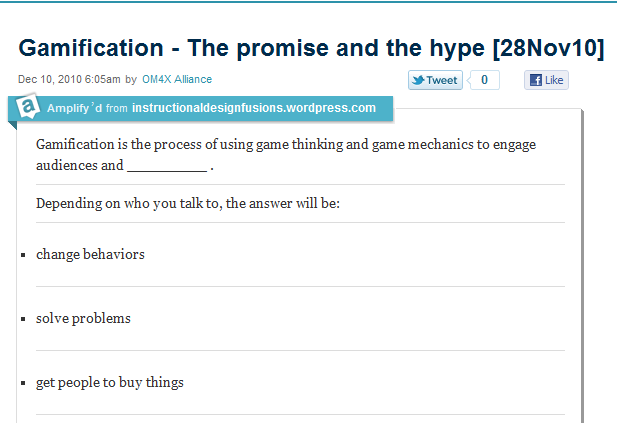 Gamification - The promise and the hype [28Nov10]
Dec 10, 2010 6:05am by OM4X Alliance
Tweet 0 Like
a Amplify'd from instructionaldesignfusions.wordpress.com
Gamification is the process of using game thinking and game mechanics to engage
audiences and __________ .
Depending on who you talk to, the answer will be:
change behaviors
solve problems
get people to buy things